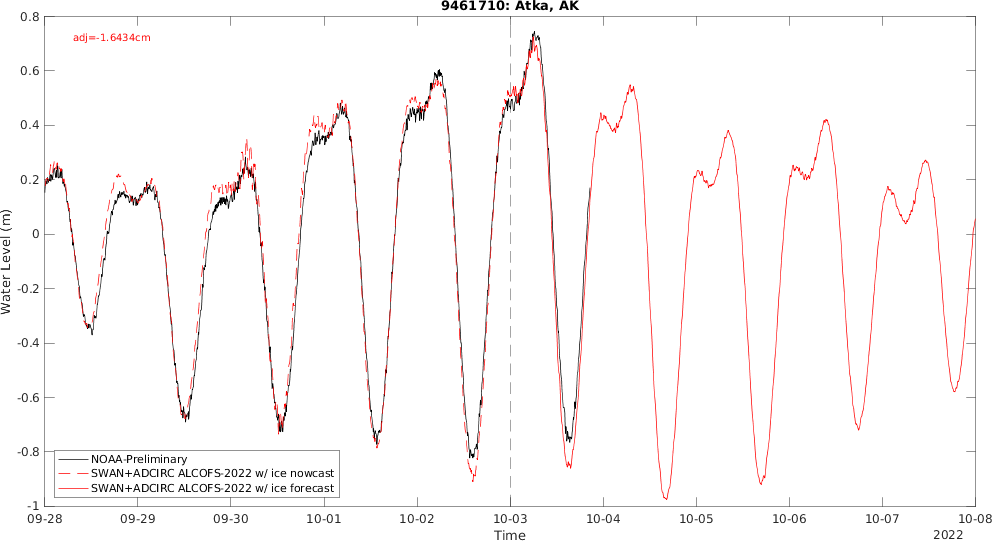 9461710: Atka, AK
adj=-1.6434cm
0.8
0.6
0.4
0.2
0
-0.2
-0.4
-0.6
-0.8
-1
Water Level (m)
NOAA-Preliminary
SWAN+ADCIRC ALCOFS-2022 w/ ice nowcast
SWAN+ADCIRC ALCOFS-2022 w/ ice forecast
09-28 09-29 09-30 10-01 10-02 10-03 10-04 10-05 10-06 10-07 10-08
Time
2022